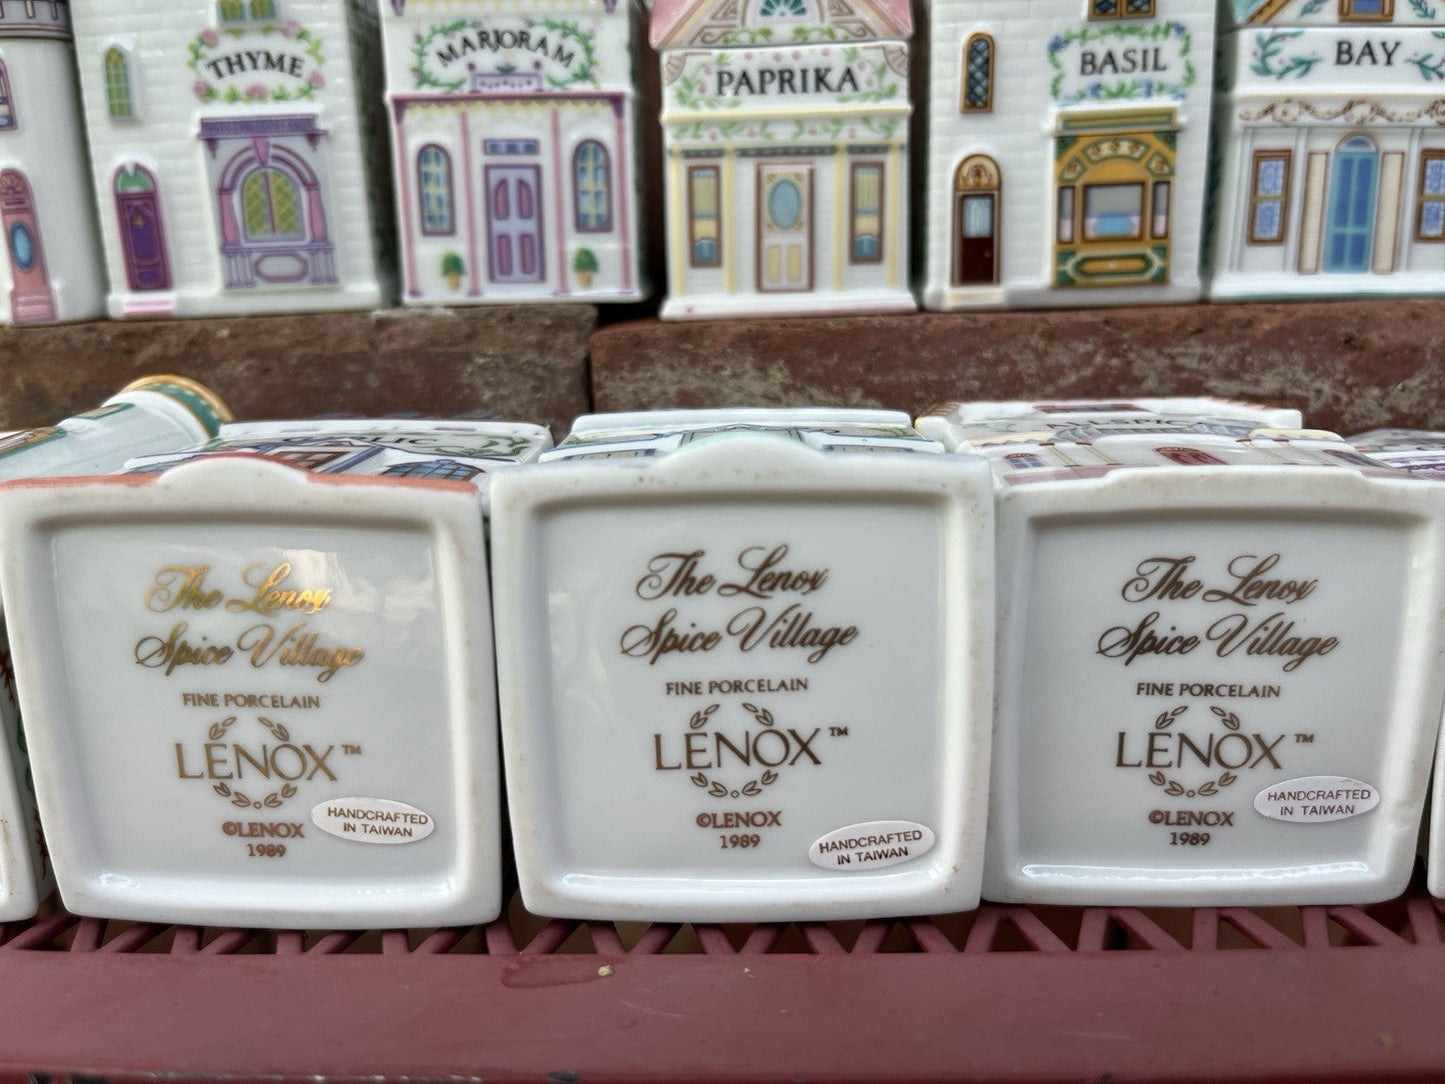 THYME
MARJORAM
PAPRIKA
BASIL
BAY
The Lenox
Spice Village
FINE PORCELAIN
LENOX™
©LENOX
1989
HANDCRAFTED
IN TAIWAN
The Lenox
Spice Village
FINE PORCELAIN
LENOX™
©LENOX
1989
HANDCRAFTED
IN TAIWAN
The Lenox
Spice Village
FINE PORCELAIN
LENOX™
©LENOX
1989
HANDCRAFTED
IN TAIWAN